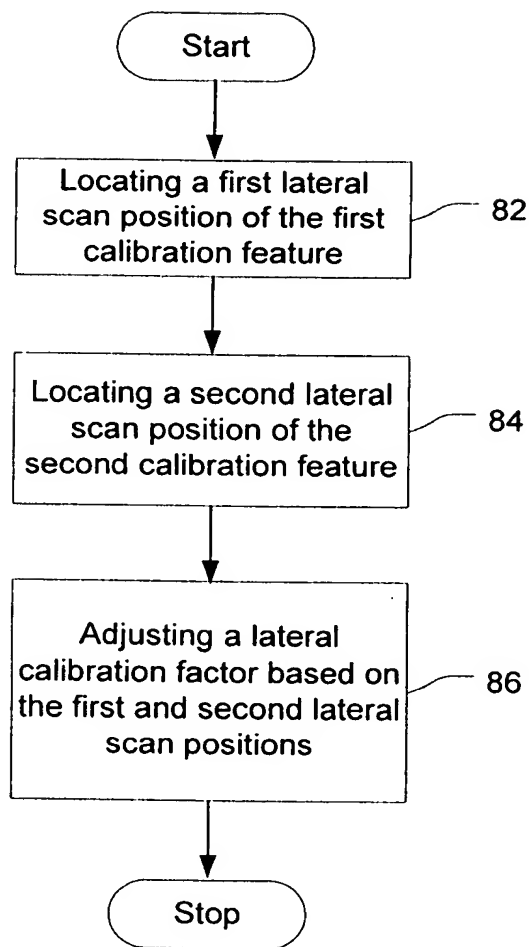 Start
Locating a first lateral
scan position of the first
calibration feature
82
Locating a second lateral
scan position of the
second calibration feature
84
Adjusting a lateral
calibration factor based on
the first and second lateral
scan positions
86
Stop